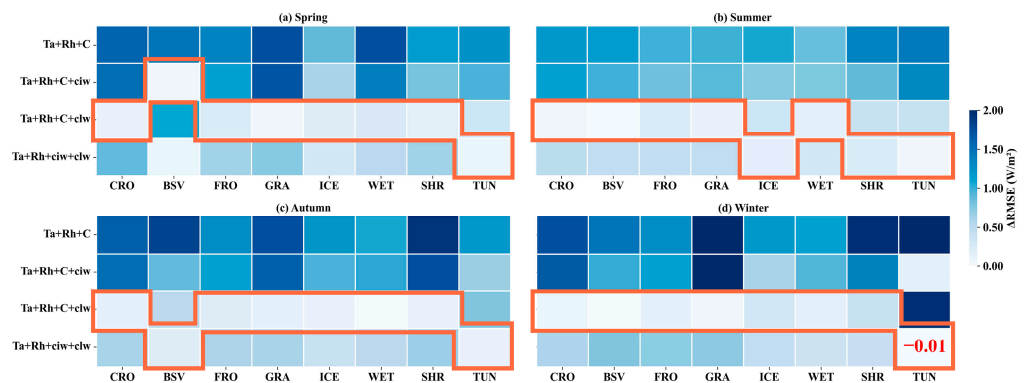 (a) Spring
(b) Summer
Ta+Rh+C
Ta+Rh+C+ciw
Ta+Rh+C+clw
Ta+Rh+ciw+clw
CRO BSV FRO GRA ICE WET SHR TUN
CRO BSV FRO GRA ICE WET SHR TUN
(c) Autumn
(d) Winter
Ta+Rh+C
Ta+Rh+C+ciw
Ta+Rh+C+clw
Ta+Rh+ciw+clw
−0.01
CRO BSV FRO GRA ICE WET SHR TUN
CRO BSV FRO GRA ICE WET SHR TUN
2.00
1.50
1.00
0.50
0.00
ΔRMSE (W/m²)